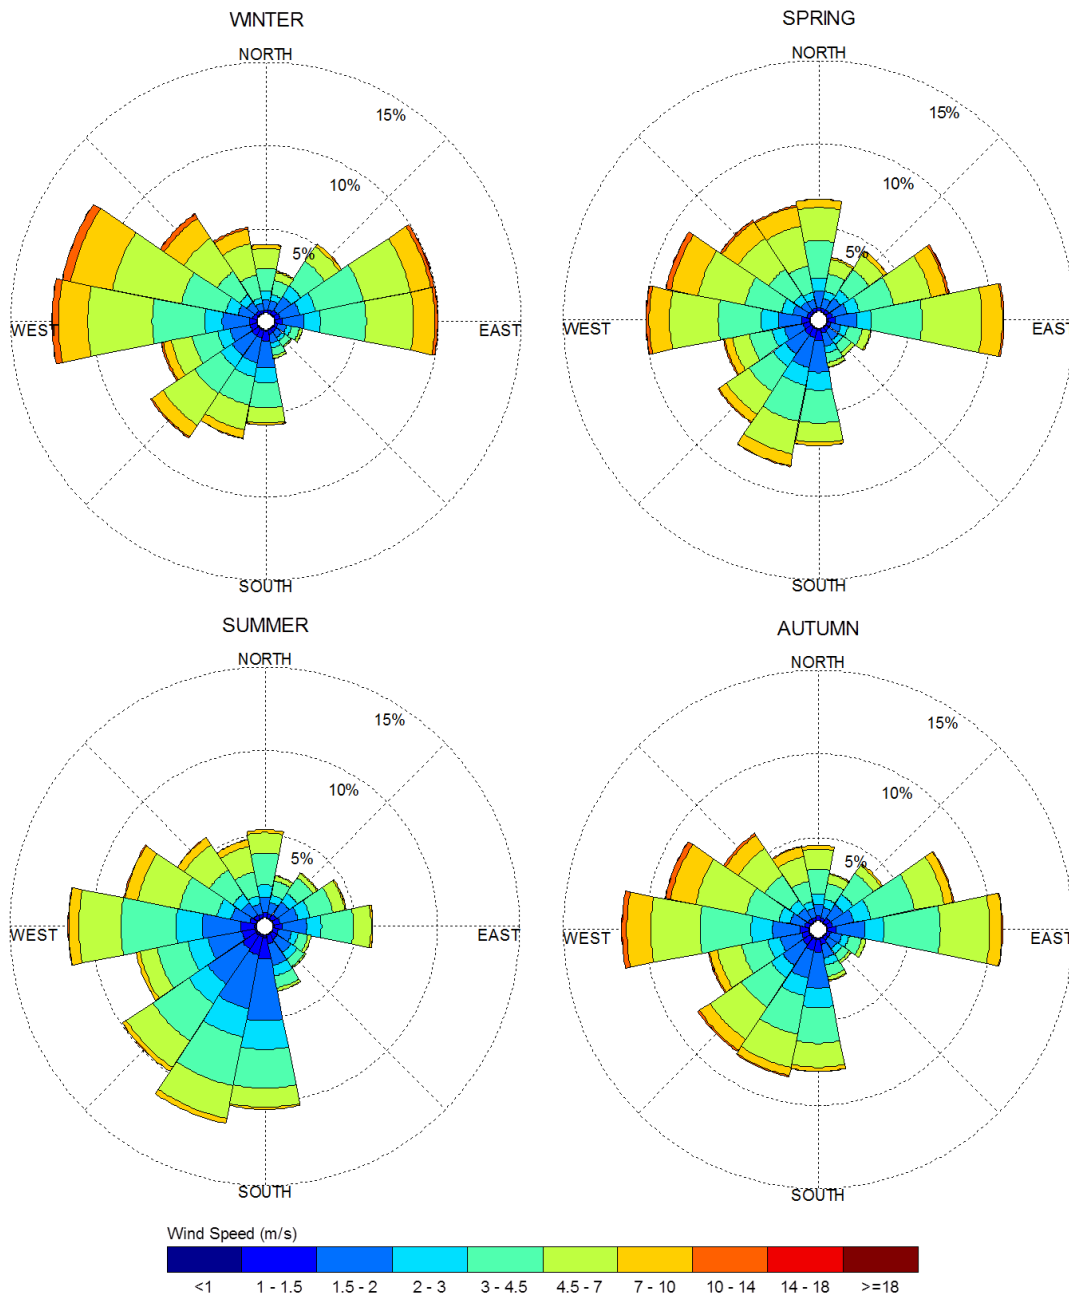 WINTER
NORTH
15%
10%
5%
WEST
EAST
SOUTH
SPRING
NORTH
15%
10%
5%
WEST
EAST
SOUTH
SUMMER
NORTH
15%
10%
5%
WEST
EAST
SOUTH
AUTUMN
NORTH
15%
10%
5%
WEST
EAST
SOUTH
Wind Speed (m/s)
<1 1 - 1.5 1.5 - 2 2 - 3 3 - 4.5 4.5 - 7 7 - 10 10 - 14 14 - 18 >=18